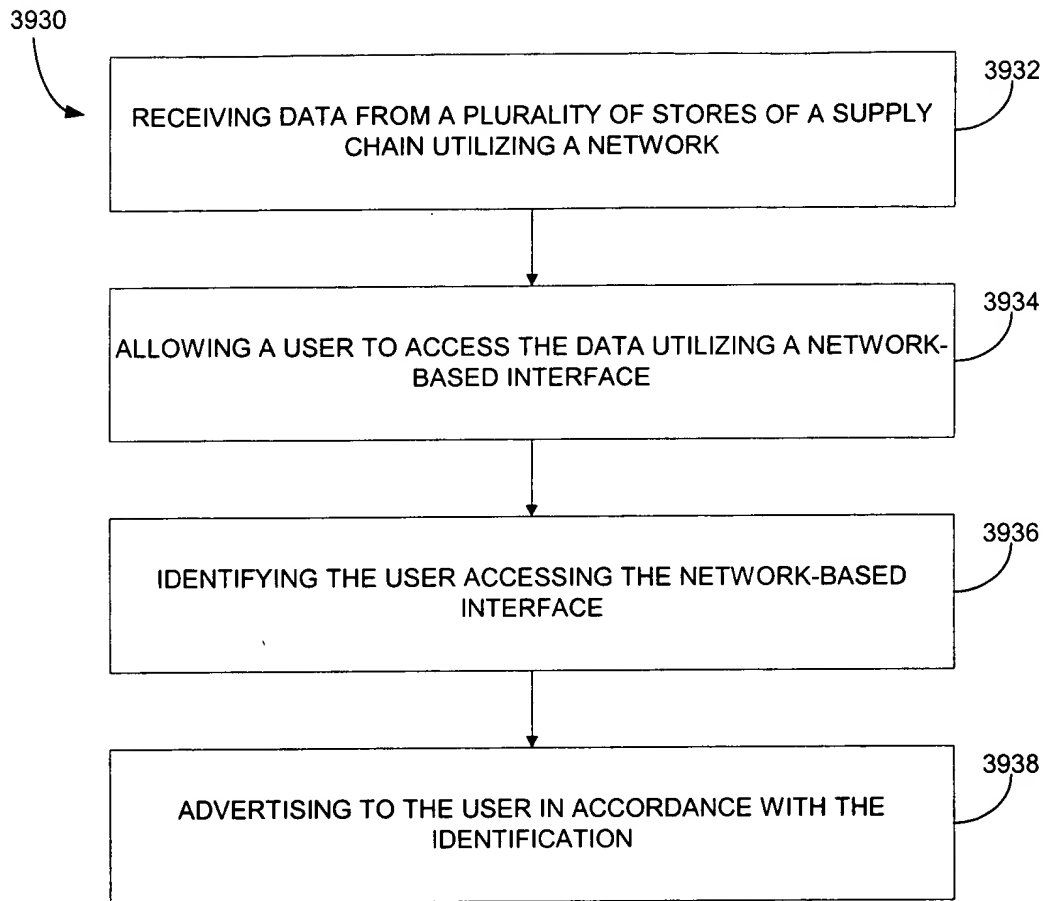 3930
3932
RECEIVING DATA FROM A PLURALITY OF STORES OF A SUPPLY
CHAIN UTILIZING A NETWORK
3934
ALLOWING A USER TO ACCESS THE DATA UTILIZING A NETWORK-
BASED INTERFACE
3936
IDENTIFYING THE USER ACCESSING THE NETWORK-BASED
INTERFACE
3938
ADVERTISING TO THE USER IN ACCORDANCE WITH THE
IDENTIFICATION